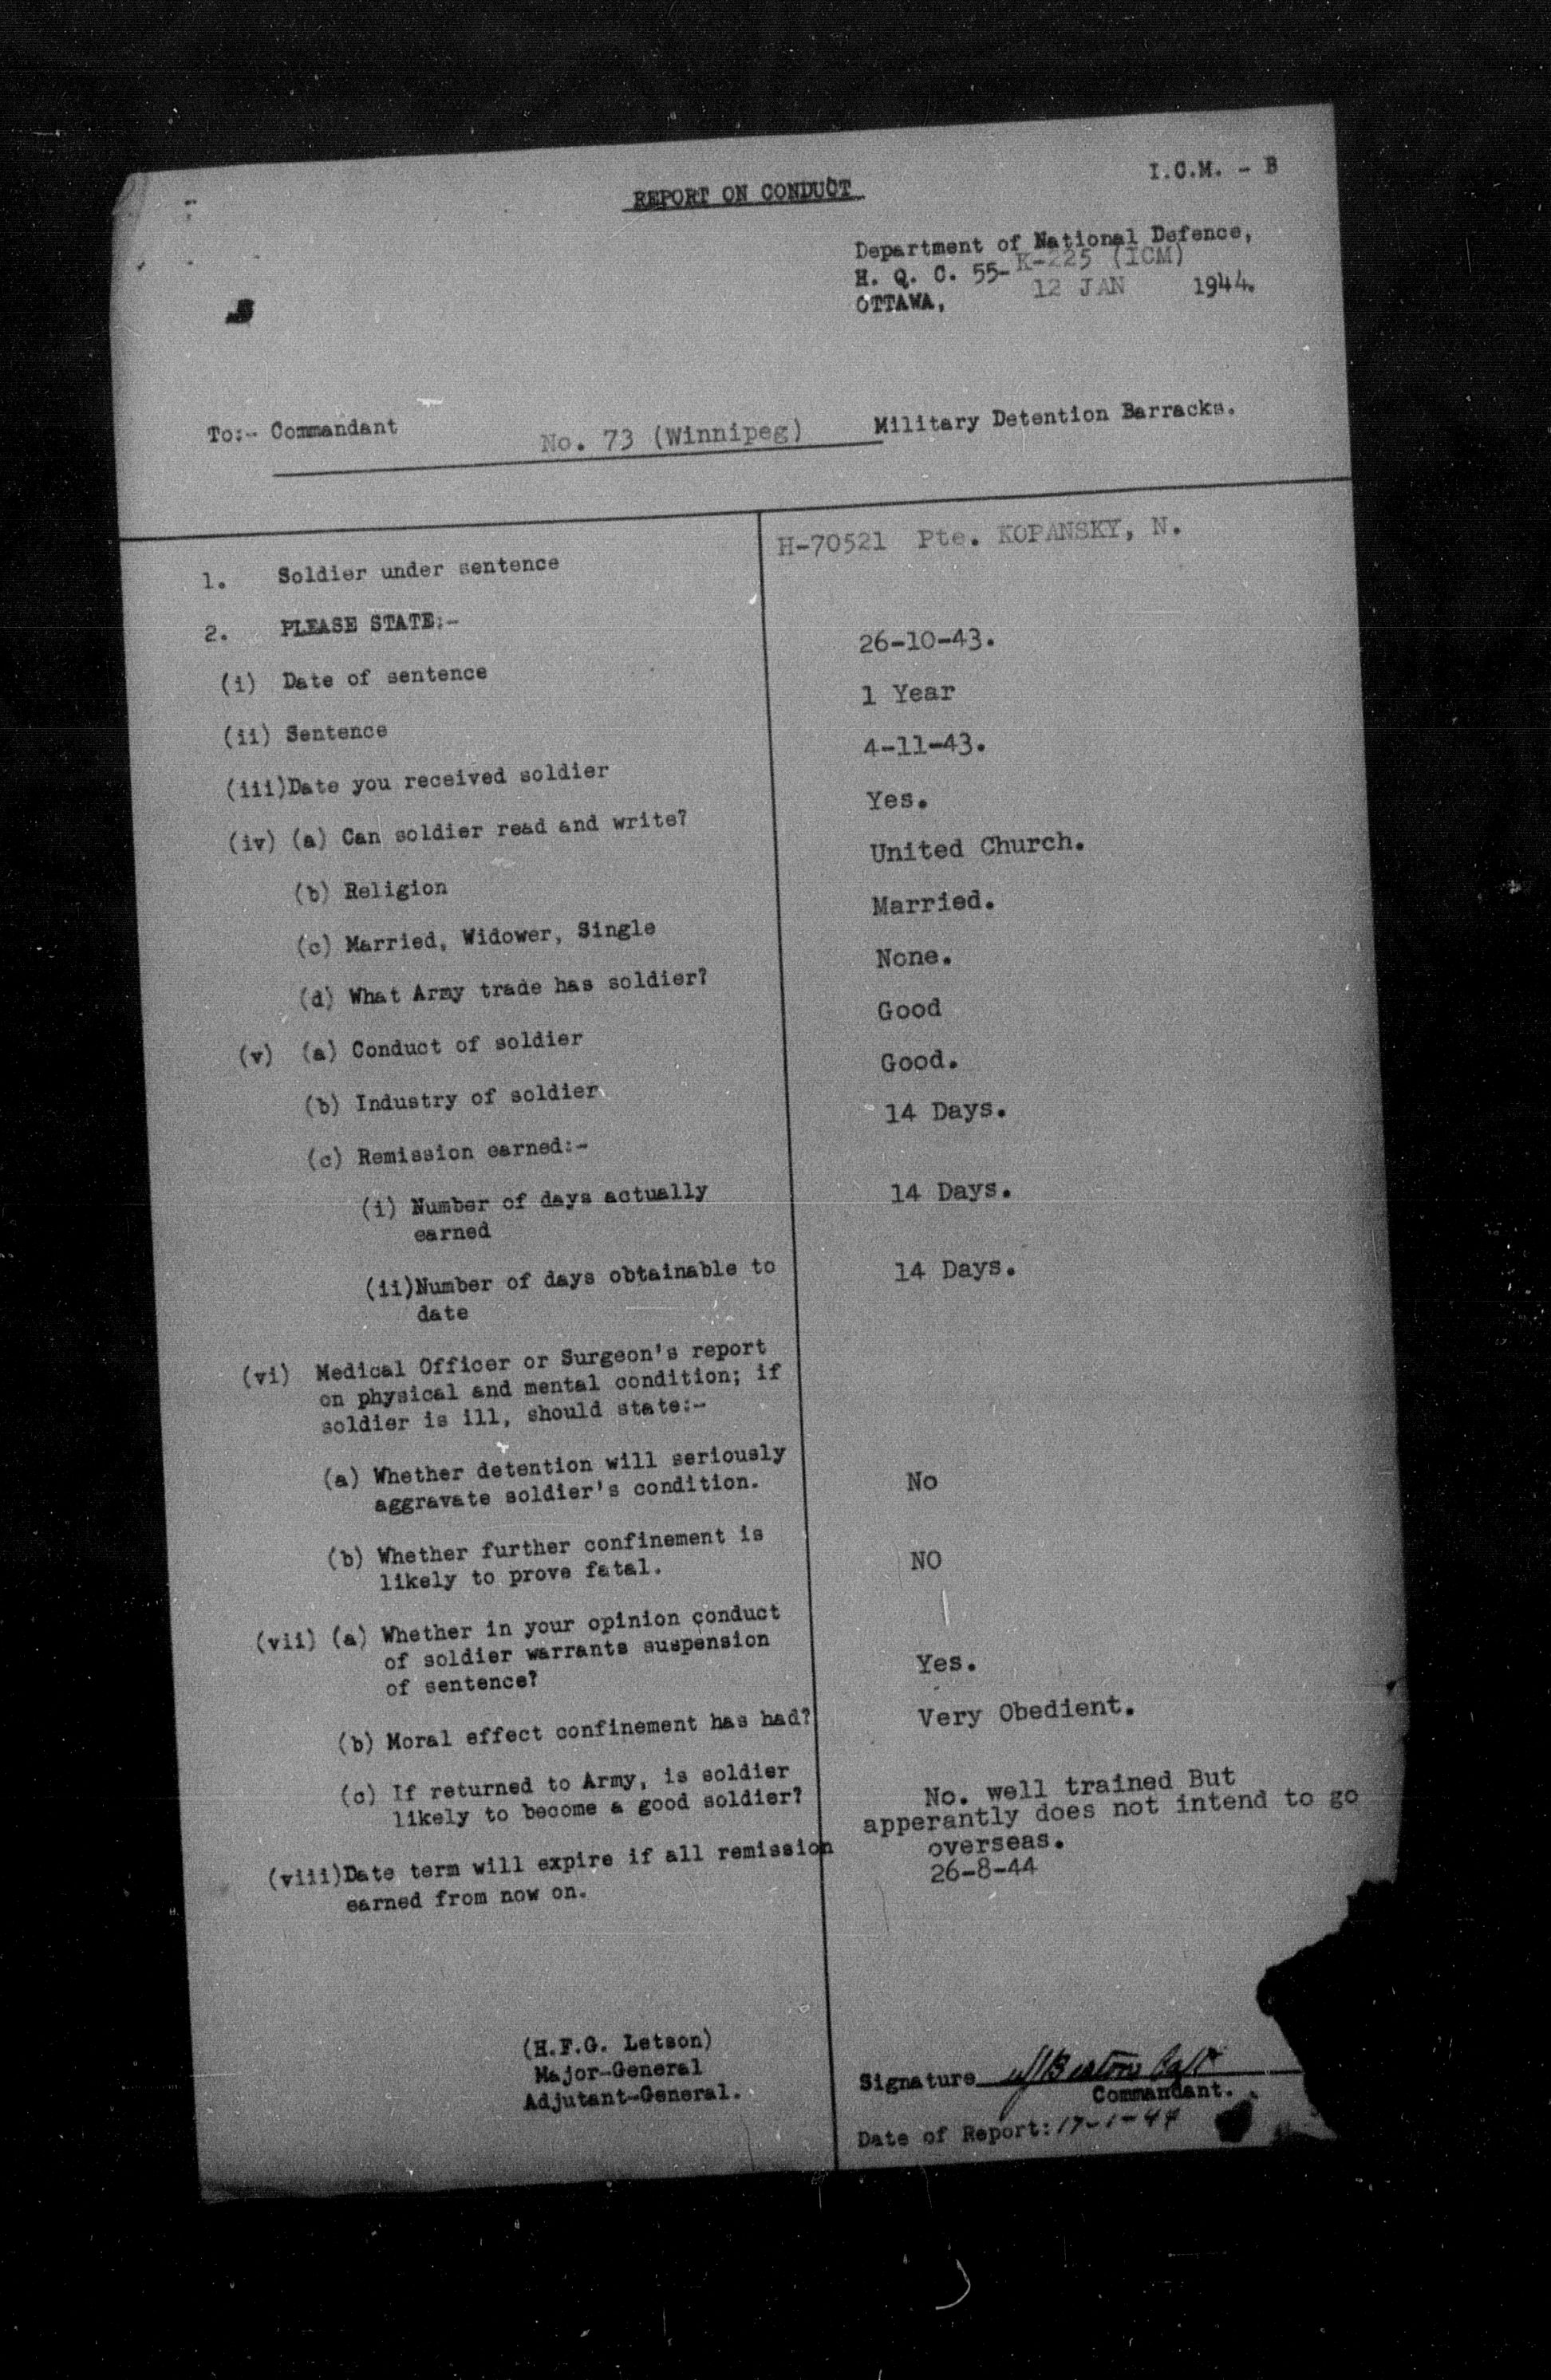 I.C.M. - B
REPORT ON CONDUCT
Department of National Defence,
H. Q. C. 55- K-225 (ICM)
OTTAWA, 12 JAN 1944.
To:- Commandant No. 73 (Winnipeg) Military Detention Barracks.
1. Soldier under sentence H-70521 Pte. KOPANSKY, N.
2. PLEASE STATE:-
(i) Date of sentence 26-10-43.
(ii) Sentence 1 Year
(iii)Date you received soldier 4-11-43.
(iv) (a) Can soldier read and write? Yes.
(b) Religion United Church.
(c) Married, Widower, Single Married.
(d) What Army trade has soldier? None.
(v) (a) Conduct of soldier Good
(b) Industry of soldier Good.
(c) Remission earned:- 14 Days.
(i) Number of days actually 14 Days.
earned
(ii)Number of days obtainable to 14 Days.
date
(vi) Medical Officer or Surgeon's report
on physical and mental condition; if
soldier is ill, should state:-
(a) Whether detention will seriously
aggravate soldier's condition. No
(b) Whether further confinement is
likely to prove fatal. NO
(vii) (a) Whether in your opinion conduct
of soldier warrants suspension
of sentence? Yes.
(b) Moral effect confinement has had? Very Obedient.
(c) If returned to Army, is soldier No. well trained But
likely to become a good soldier? apperantly does not intend to go
overseas.
(viii)Date term will expire if all remission 26-8-44
earned from now on.
(H.F.G. Letson)
Major-General
Adjutant-General.
Signature
Commandant.
Date of Report: 17-1-44